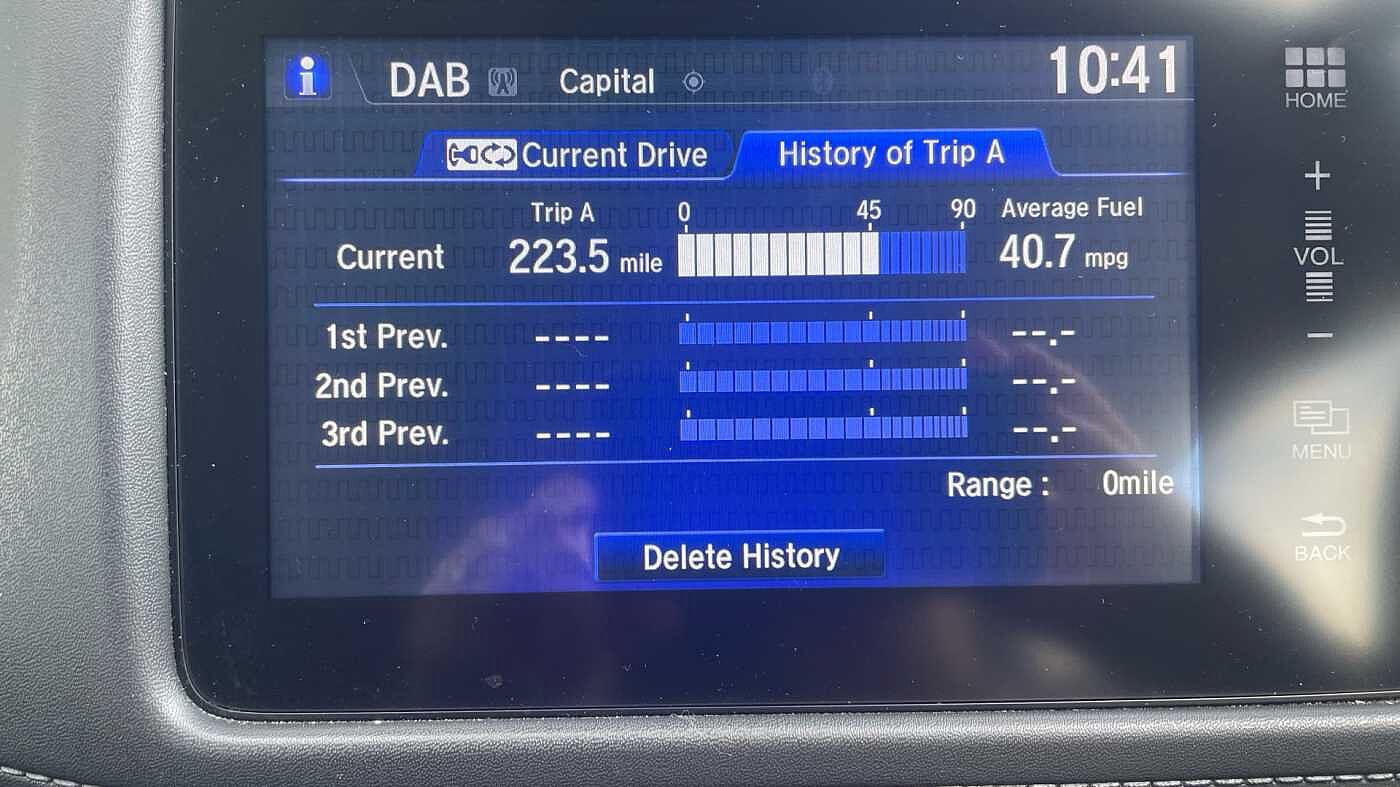 i DAB Capital 10:41
HOME
Current Drive History of Trip A
+
Trip A 0 45 90 Average Fuel
Current 223.5 mile 40.7 mpg
VOL
1st Prev. ---- --.-
−
2nd Prev. ---- --.-
3rd Prev. ---- --.-
MENU
Range : 0mile
Delete History
BACK